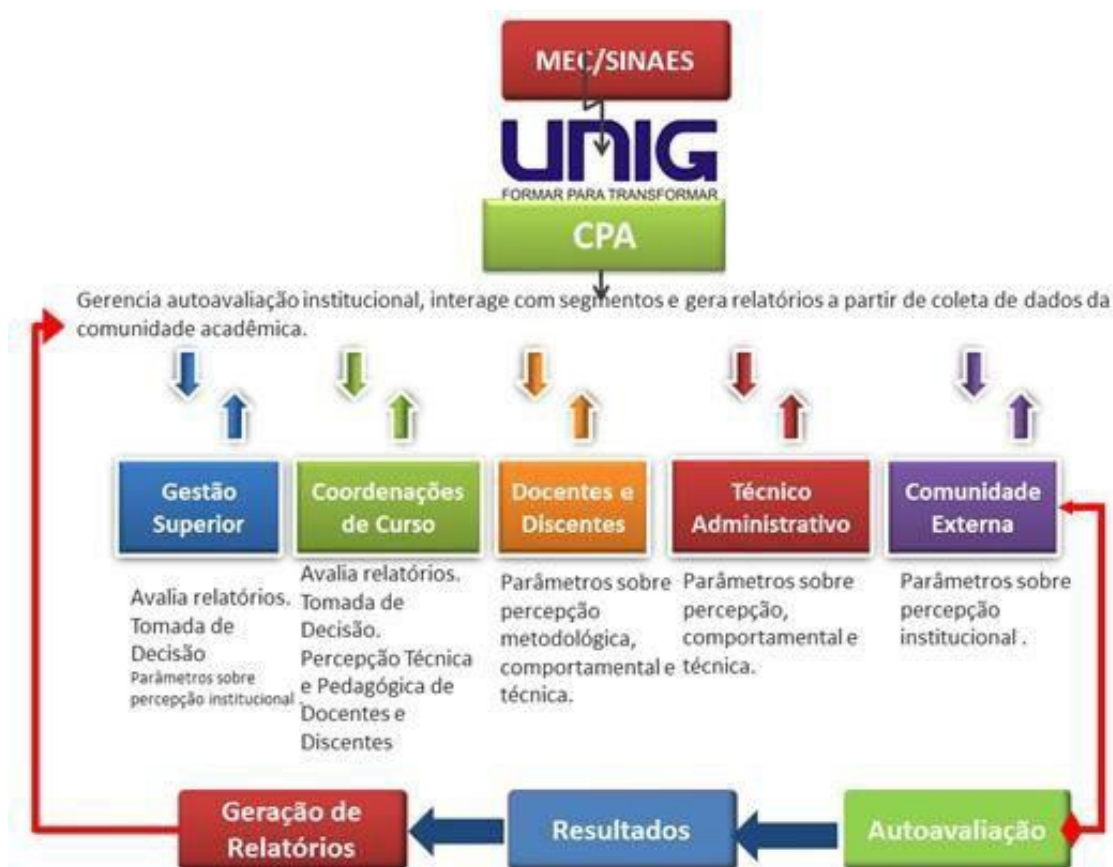 MEC/SINAES
UNIG
FORMAR PARA TRANSFORMAR
CPA
Gerencia autoavaliação institucional, interage com segmentos e gera relatórios a partir de coleta de dados da
comunidade acadêmica.
Gestão
Superior
Avalia relatórios.
Tomada de
Decisão
Parâmetros sobre
percepção institucional .
Coordenações
de Curso
Avalia relatórios.
Tomada de
Decisão.
Percepção Técnica
e Pedagógica de
Docentes e
Discentes
Docentes e
Discentes
Parâmetros sobre
percepção
metodológica,
comportamental e
técnica.
Técnico
Administrativo
Parâmetros sobre
percepção,
comportamental e
técnica.
Comunidade
Externa
Parâmetros sobre
percepção
institucional .
Geração de
Relatórios
Resultados
Autoavaliação